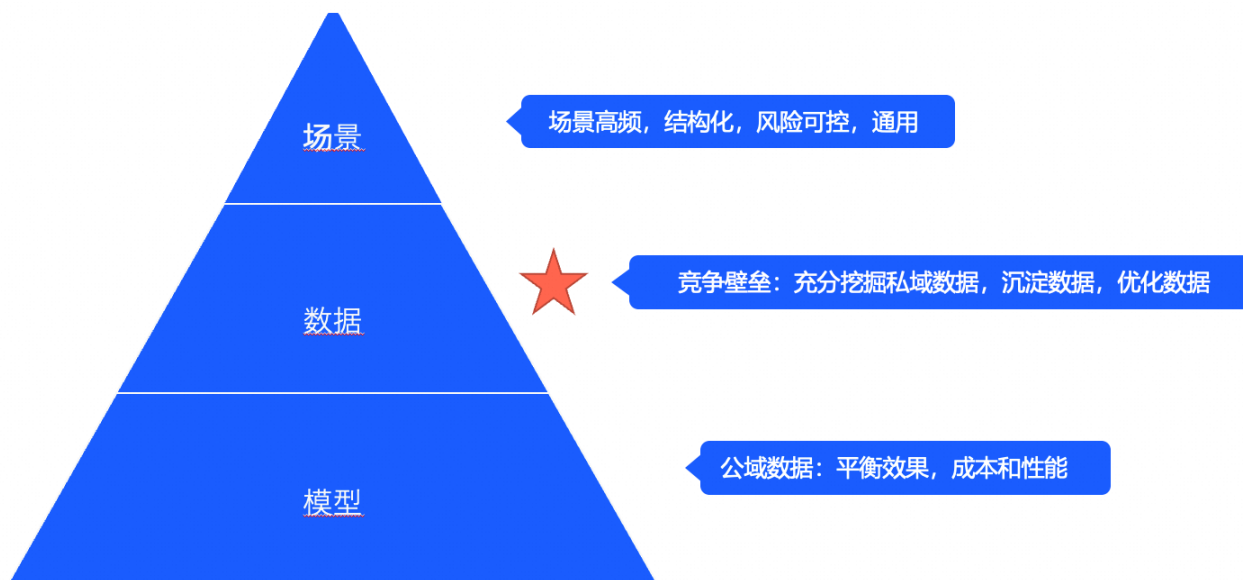 场景
场景高频，结构化，风险可控，通用
数据
竞争壁垒：充分挖掘私域数据，沉淀数据，优化数据
模型
公域数据：平衡效果，成本和性能